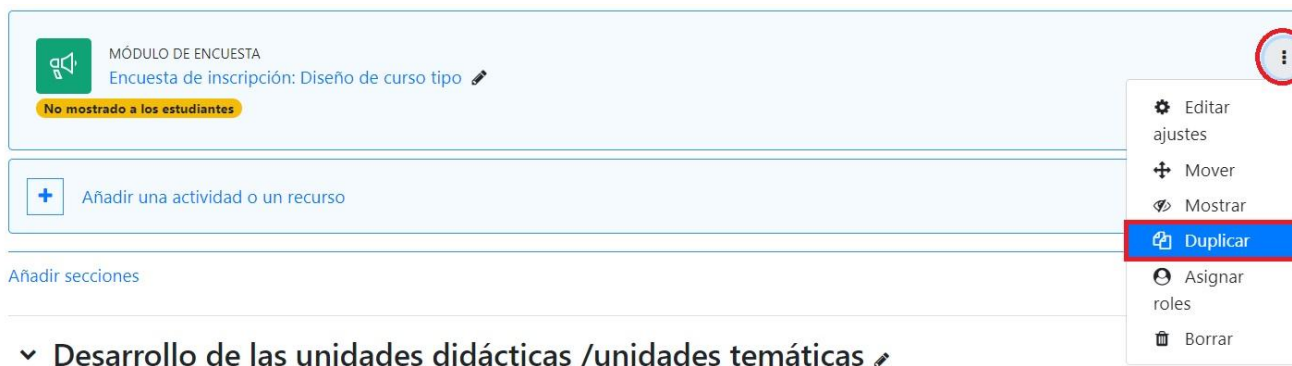 MÓDULO DE ENCUESTA
Encuesta de inscripción: Diseño de curso tipo
No mostrado a los estudiantes
Editar
ajustes
Mover
Mostrar
Duplicar
Asignar
roles
Borrar
Añadir una actividad o un recurso
Añadir secciones
Desarrollo de las unidades didácticas /unidades temáticas